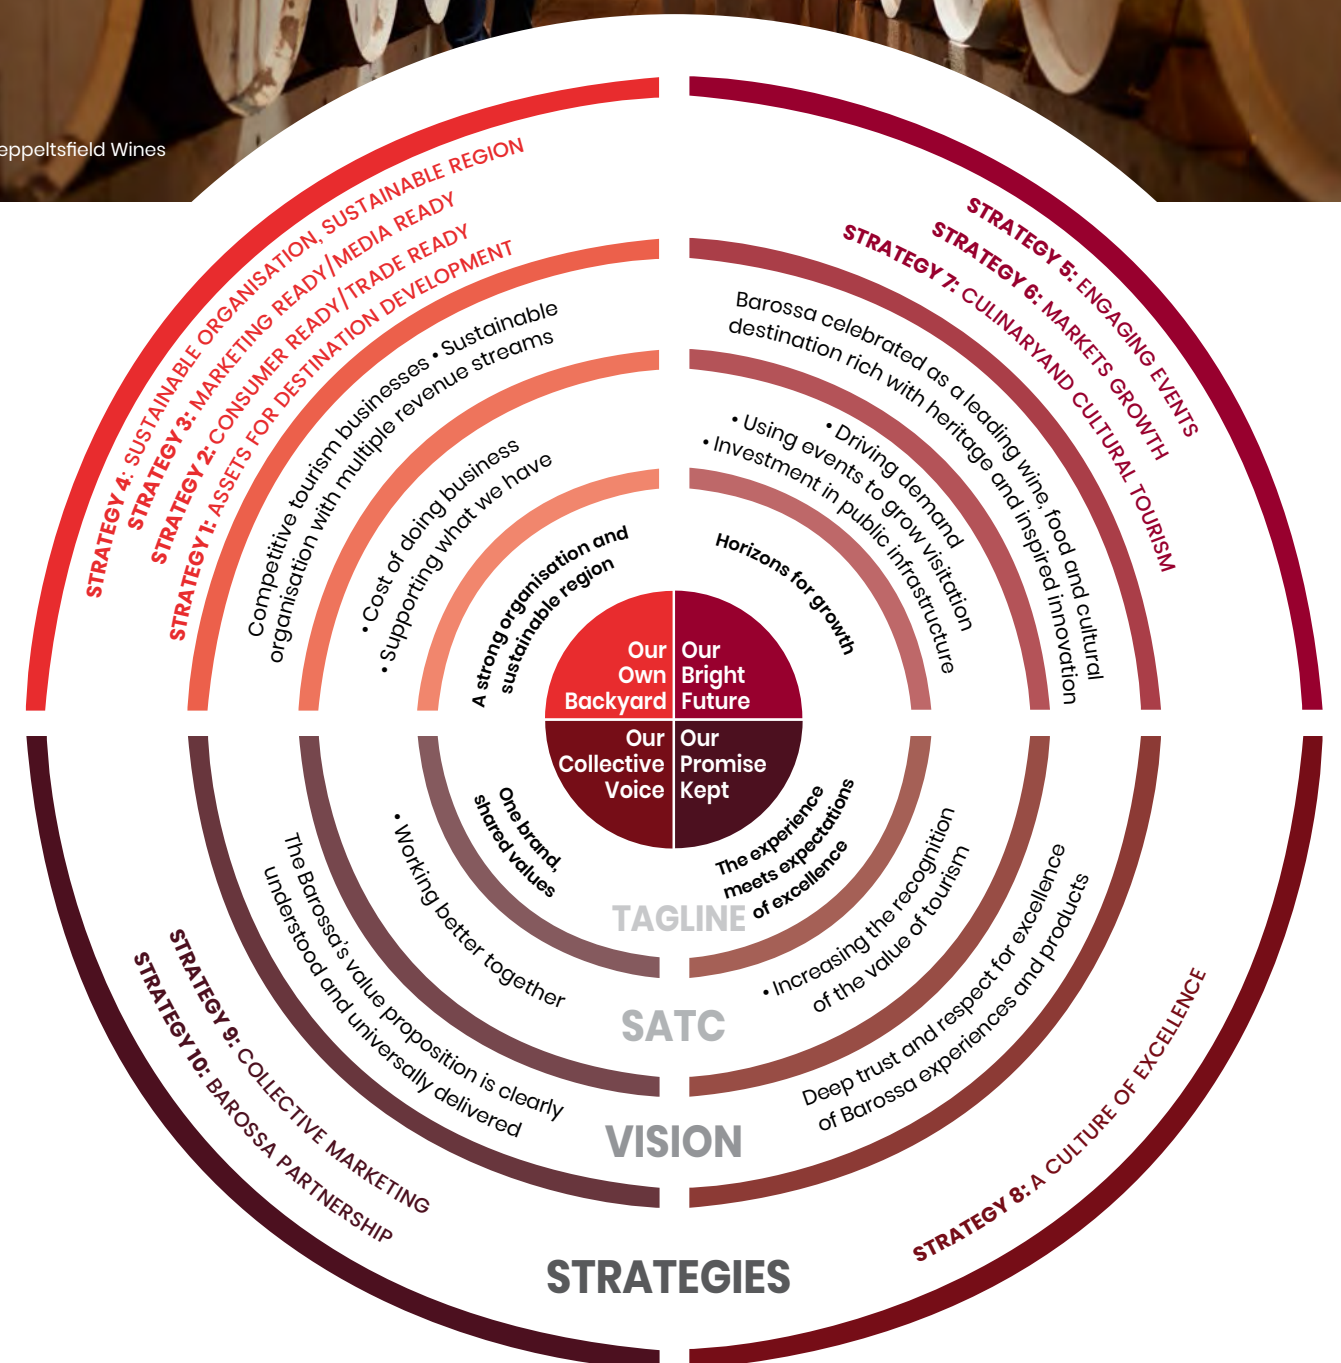 eppeltsfield Wines
STRATEGY 4: SUSTAINABLE ORGANISATION, SUSTAINABLE REGION
STRATEGY 3: MARKETING READY/MEDIA READY
STRATEGY 2: CONSUMER READY/TRADE READY
STRATEGY 1: ASSETS FOR DESTINATION DEVELOPMENT
Competitive tourism businesses • Sustainable
organisation with multiple revenue streams
• Cost of doing business
• Supporting what we have
A strong organisation and
sustainable region
Our
Own
Backyard
STRATEGY 5: ENGAGING EVENTS
STRATEGY 6: MARKETS GROWTH
STRATEGY 7: CULINARYAND CULTURAL TOURISM
Barossa celebrated as a leading wine, food and cultural
destination rich with heritage and inspired innovation
• Driving demand
• Using events to grow visitation
• Investment in public infrastructure
Horizons for growth
Our
Bright
Future
Our
Collective
Voice
One brand,
shared values
• Working better together
The Barossa's value proposition is clearly
understood and universally delivered
STRATEGY 9: COLLECTIVE MARKETING
STRATEGY 10: BAROSSA PARTNERSHIP
Our
Promise
Kept
The experience
meets expectations
of excellence
• Increasing the recognition
of the value of tourism
Deep trust and respect for excellence
of Barossa experiences and products
STRATEGY 8: A CULTURE OF EXCELLENCE
TAGLINE
SATC
VISION
STRATEGIES